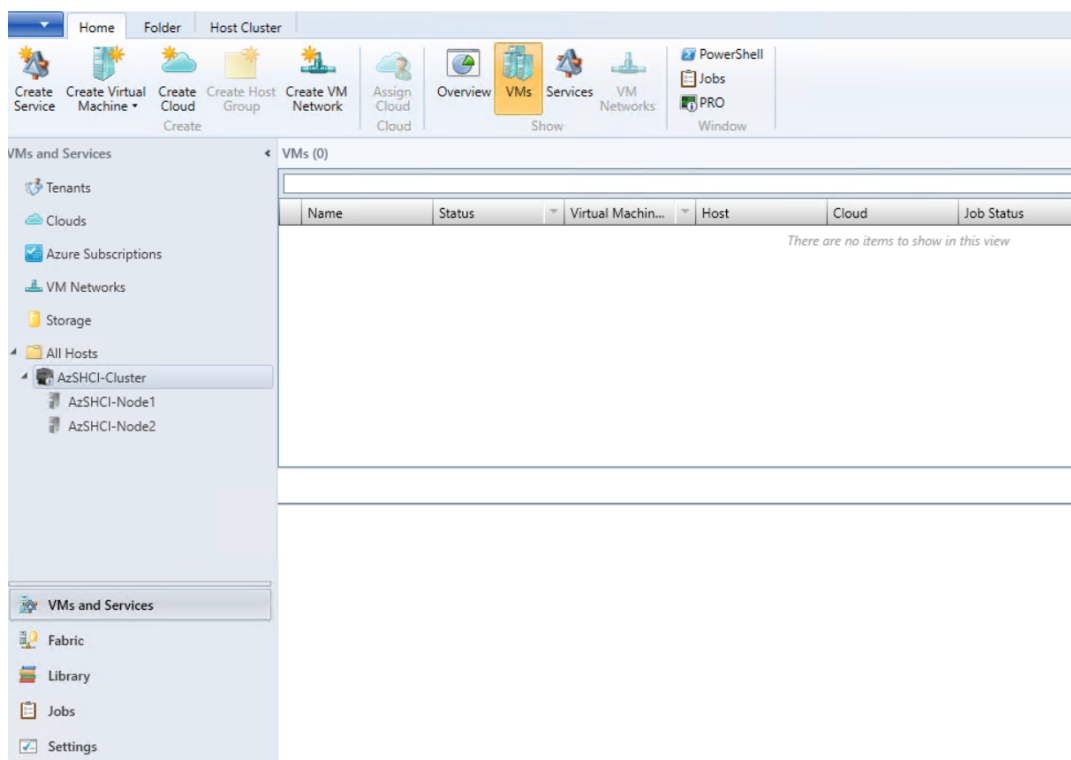 Home Folder Host Cluster
Create Service
Create Virtual Machine
Create Cloud
Create Host Group
Create VM Network
Create
Assign Cloud
Cloud
Overview
VMs
Services
VM Networks
Show
PowerShell
Jobs
PRO
Window
VMs and Services
Tenants
Clouds
Azure Subscriptions
VM Networks
Storage
All Hosts
AzSHCI-Cluster
AzSHCI-Node1
AzSHCI-Node2
VMs and Services
Fabric
Library
Jobs
Settings
VMs (0)
Name Status Virtual Machin... Host Cloud Job Status
There are no items to show in this view